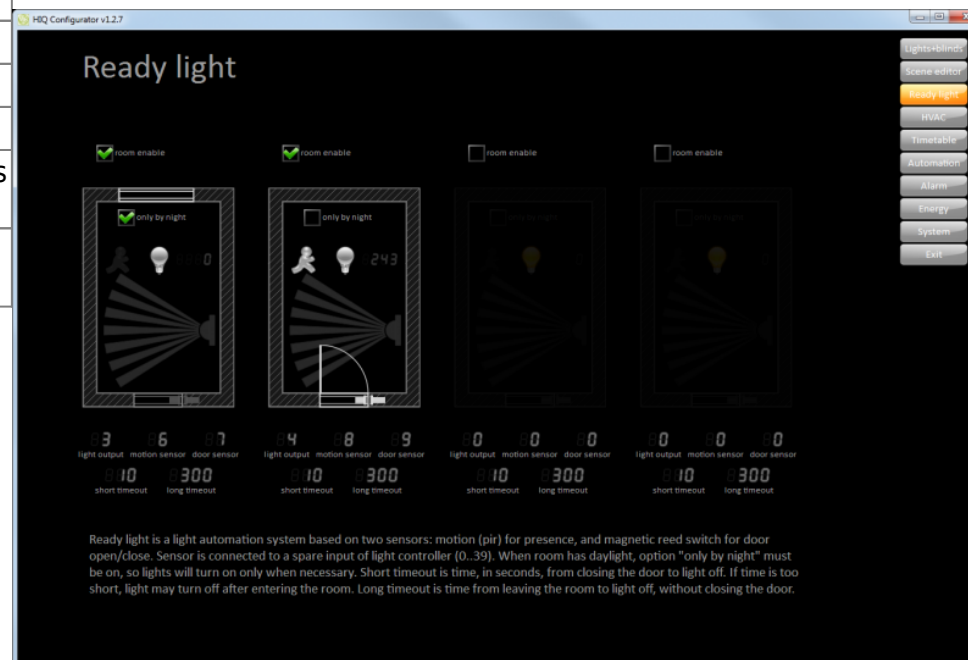 HIQ Configurator v1.2.7
s
Ready light
Lights+blinds
Scene editor
Ready light
HVAC
Timetable
Automation
Alarm
Energy
System
Exit
room enable room enable room enable room enable
only by night only by night only by night only by night
0 243
3 6 7 4 8 9 0 0 0 0 0 0
light output motion sensor door sensor light output motion sensor door sensor light output motion sensor door sensor light output motion sensor door sensor
10 300 10 300 10 300 10 300
short timeout long timeout short timeout long timeout short timeout long timeout short timeout long timeout
Ready light is a light automation system based on two sensors: motion (pir) for presence, and magnetic reed switch for door
open/close. Sensor is connected to a spare input of light controller (0..39). When room has daylight, option "only by night" must
be on, so lights will turn on only when necessary. Short timeout is time, in seconds, from closing the door to light off. If time is too
short, light may turn off after entering the room. Long timeout is time from leaving the room to light off, without closing the door.